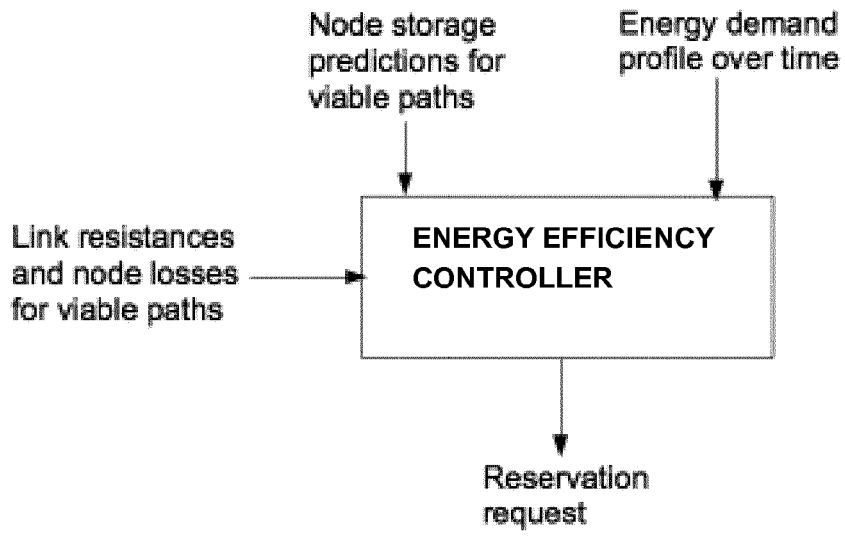 Node storage
predictions for
viable paths
Energy demand
profile over time
Link resistances
and node losses
for viable paths
ENERGY EFFICIENCY
CONTROLLER
Reservation
request